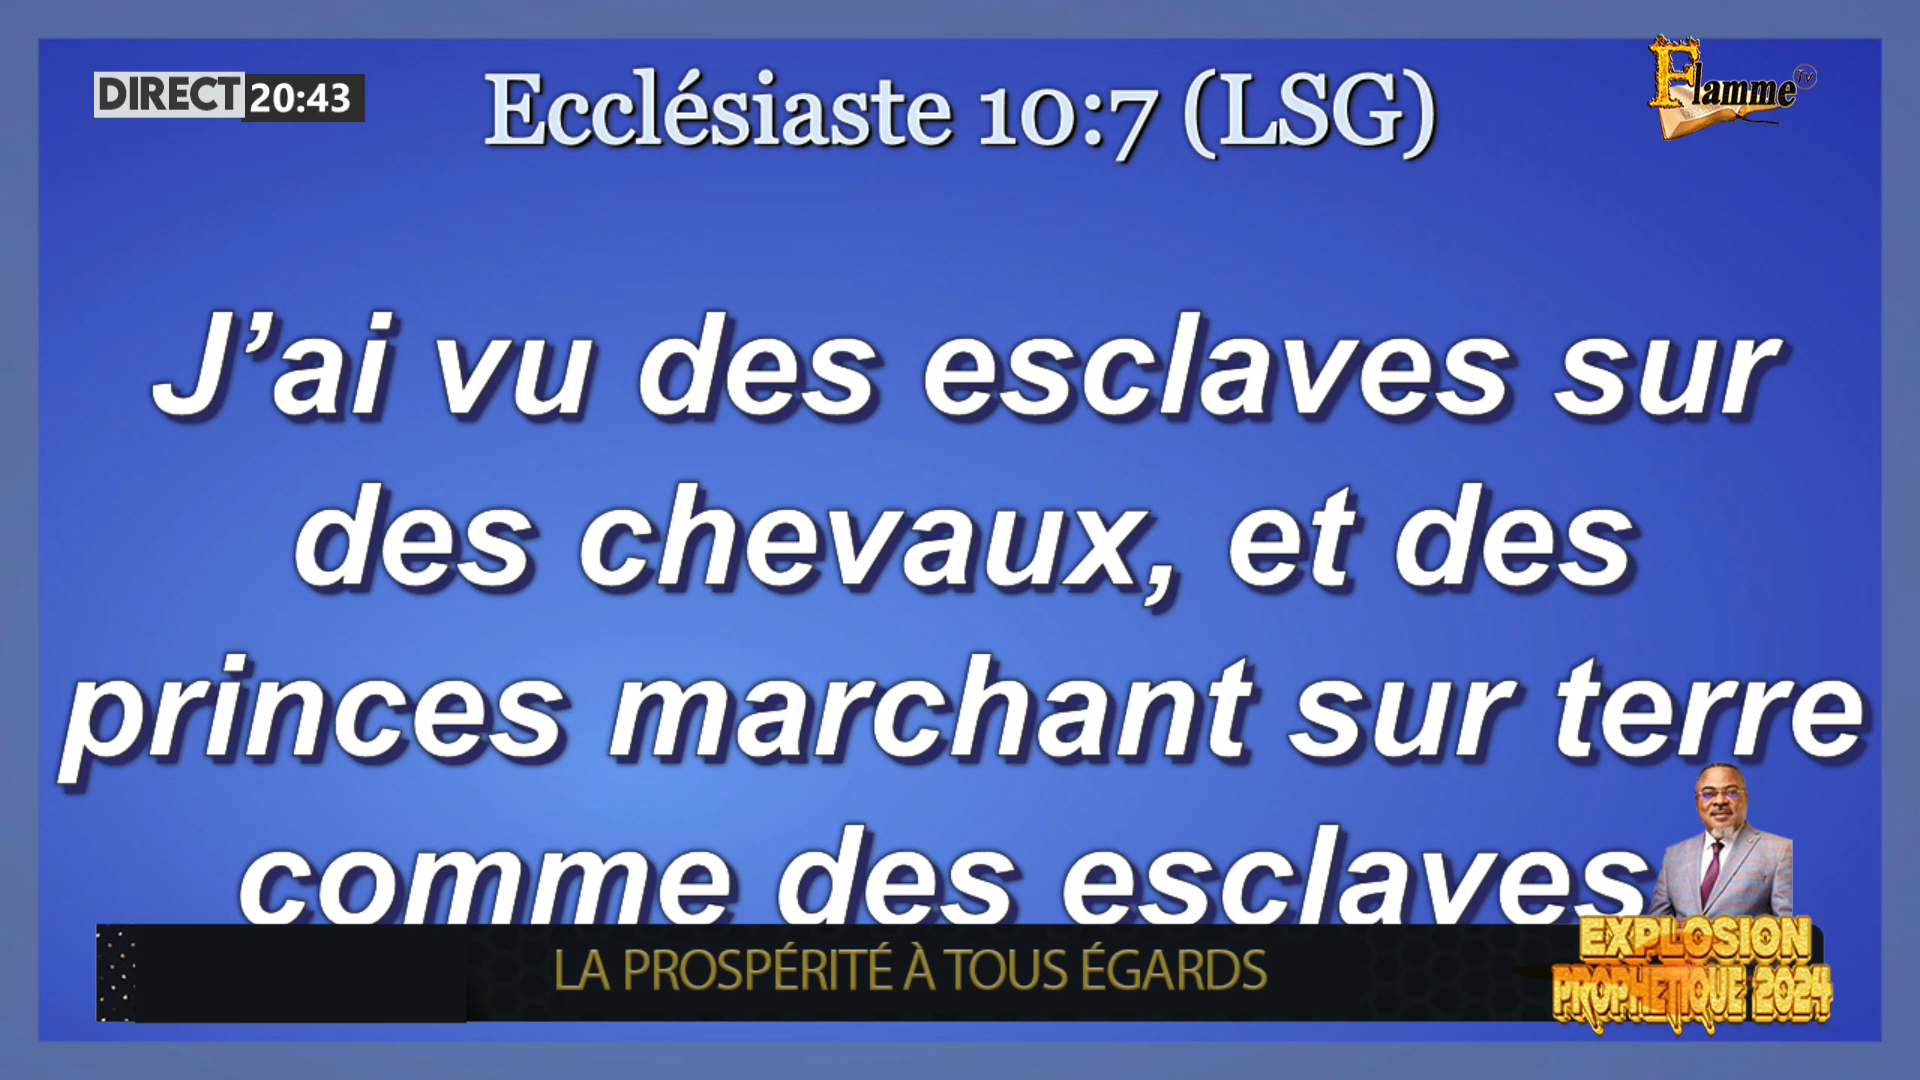 DIRECT 20:43
Ecclésiaste 10:7 (LSG)
Flamme Tv
J’ai vu des esclaves sur
des chevaux, et des
princes marchant sur terre
comme des esclaves
LA PROSPÉRITÉ À TOUS ÉGARDS
EXPLOSION
PROPHETIQUE 2024